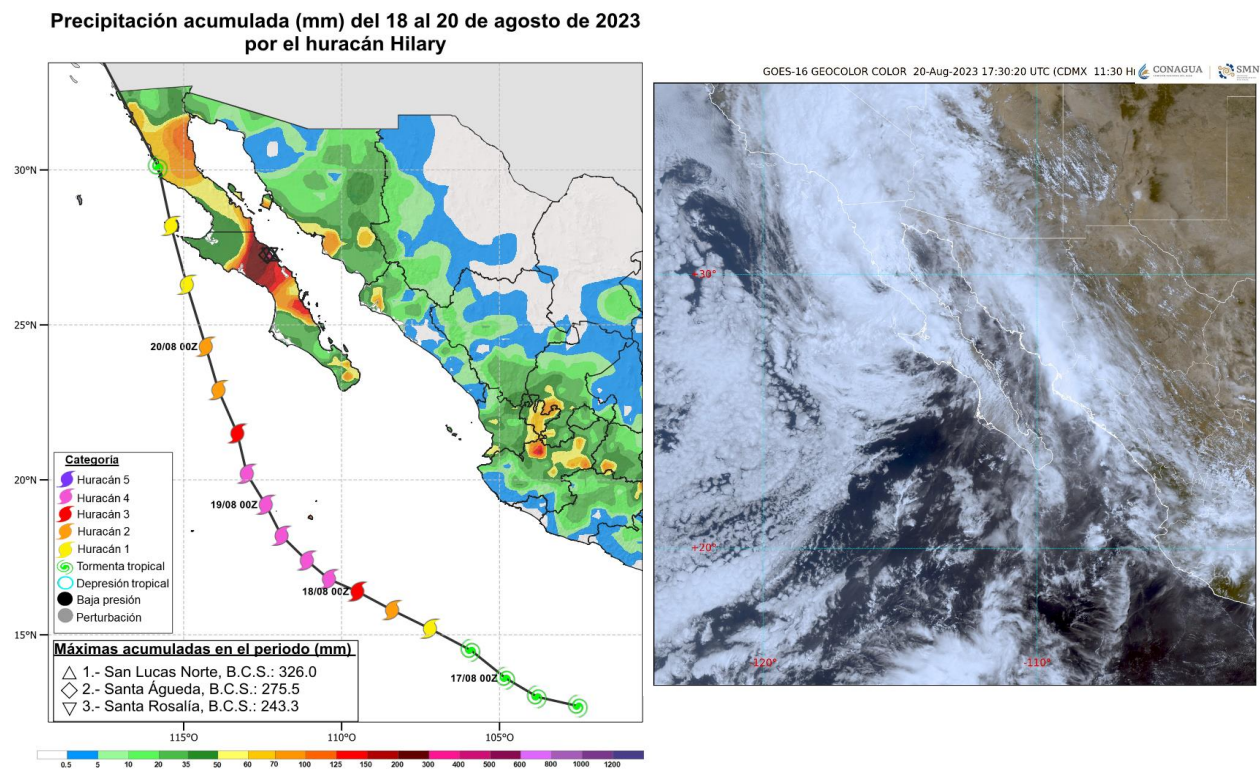 Precipitación acumulada (mm) del 18 al 20 de agosto de 2023
por el huracán Hilary
GOES-16 GEOCOLOR COLOR 20-Aug-2023 17:30:20 UTC (CDMX 11:30 H
CONAGUA
SMN
30°N
25°N
20°N
15°N
20/08 00Z
19/08 00Z
18/08 00Z
17/08 00Z
Categoría
Huracán 5
Huracán 4
Huracán 3
Huracán 2
Huracán 1
Tormenta tropical
Depresión tropical
Baja presión
Perturbación
Máximas acumuladas en el periodo (mm)
1.- San Lucas Norte, B.C.S.: 326.0
2.- Santa Águeda, B.C.S.: 275.5
3.- Santa Rosalía, B.C.S.: 243.3
115°O 110°O 105°O
0.5 5 10 20 35 50 60 70 100 125 150 200 300 400 500 600 800 1000 1200
+30°
+20°
-120° -110°